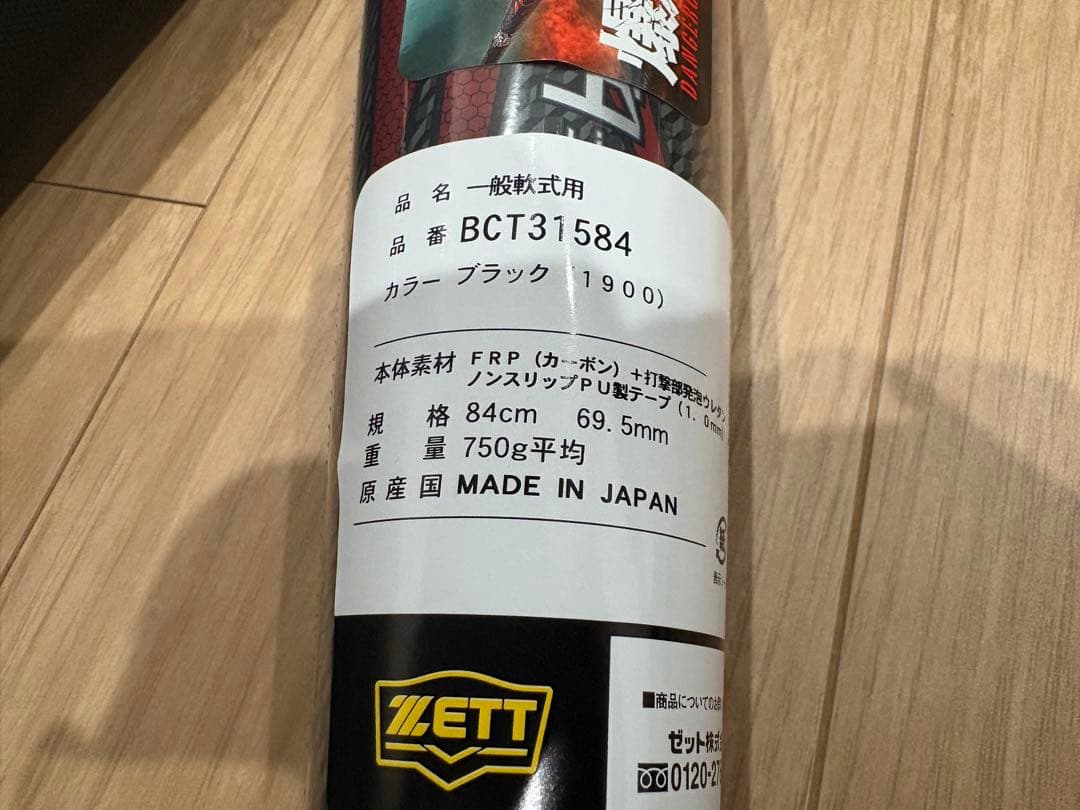 爆
品名 一般軟式用
品番 BCT31584
カラー ブラック (1900)
本体素材 FRP (カーボン) +打撃部発泡ウレタン
ノンスリップPU製テープ (1.0mm)
規格 84cm 69.5mm
重量 750g平均
原産国 MADE IN JAPAN
ZETT
■商品についてのお
ゼット株式
0120-27